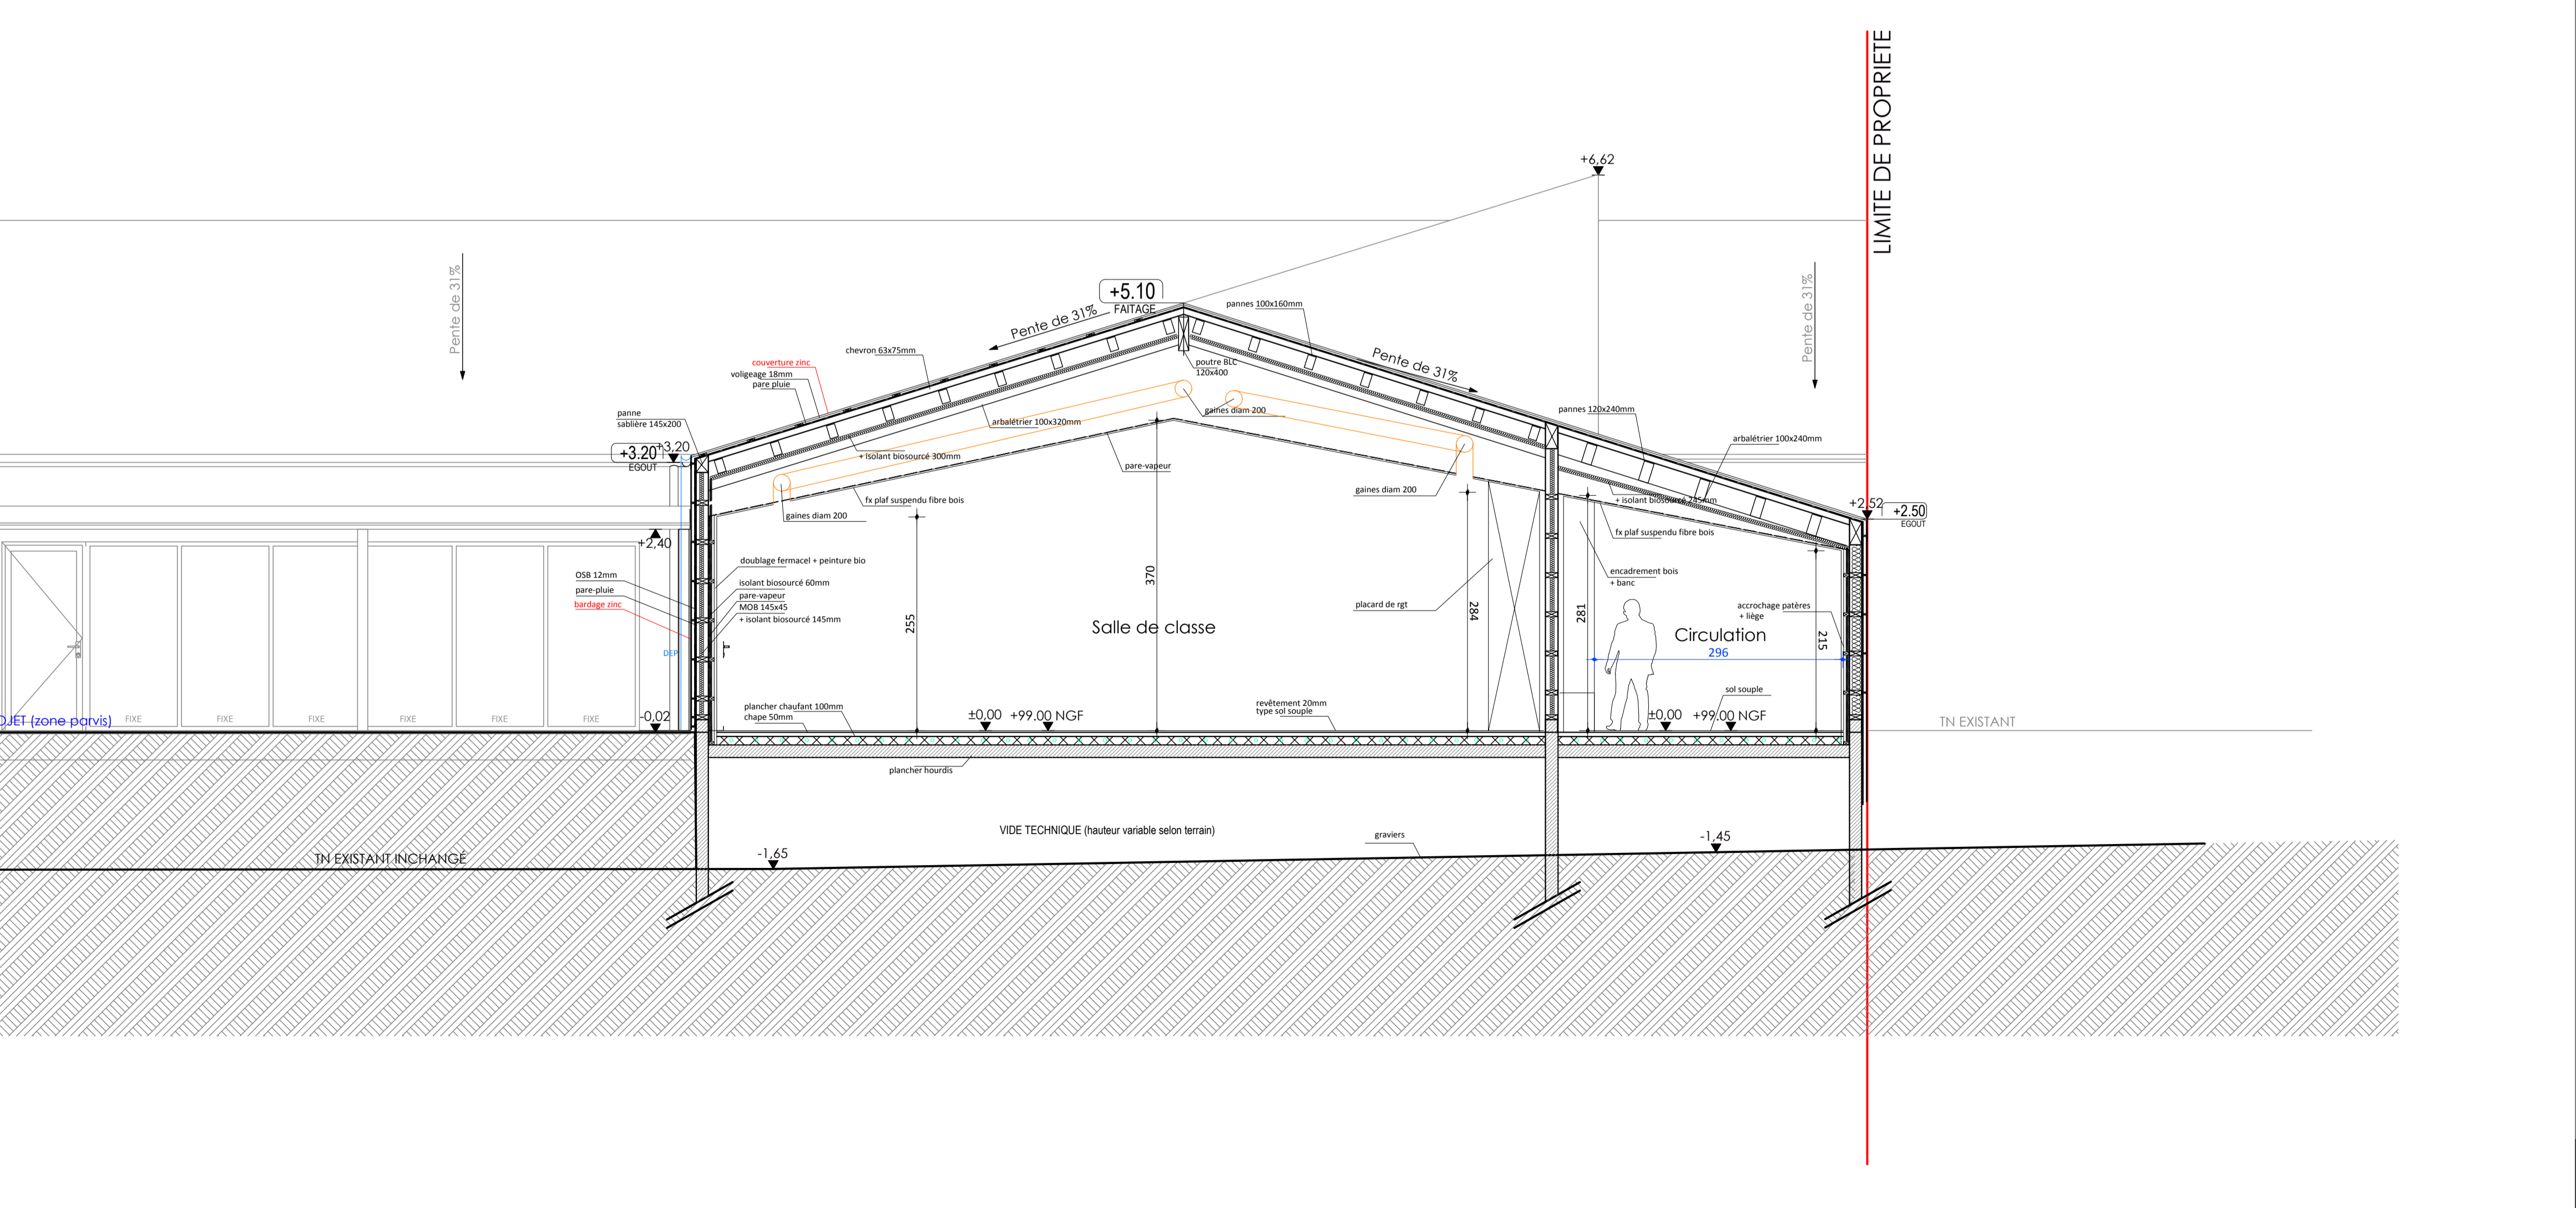 LIMITE DE PROPRIETE
+6,62
Pente de 31%
Pente de 31%
+5.10
FAITAGE
Pente de 31%
pannes 100x160mm
chevron 63x75mm
couverture zinc
voligeage 18mm
pare pluie
poutre BLC
120x400
Pente de 31%
panne
sablière 145x200
gaines diam 200
arbalétrier 100x320mm
pannes 120x240mm
arbalétrier 100x240mm
+3.20
+3,20
EGOUT
+ isolant biosourcé 300mm
pare-vapeur
gaines diam 200
fx plaf suspendu fibre bois
+ isolant biosourcé 245mm
+2,52
+2.50
EGOUT
gaines diam 200
fx plaf suspendu fibre bois
+2,40
doublage fermacel + peinture bio
OSB 12mm
pare-pluie
bardage zinc
isolant biosourcé 60mm
pare-vapeur
MOB 145x45
+ isolant biosourcé 145mm
DEP
255
370
284
281
215
encadrement bois
+ banc
placard de rgt
accrochage patères
+ liège
Salle de classe
Circulation
296
sol souple
OJET (zone parvis)
FIXE
FIXE
FIXE
FIXE
FIXE
FIXE
-0,02
plancher chaufant 100mm
chape 50mm
±0,00
+99.00 NGF
revêtement 20mm
type sol souple
±0,00
+99.00 NGF
TN EXISTANT
plancher hourdis
VIDE TECHNIQUE (hauteur variable selon terrain)
graviers
-1,45
-1,65
TN EXISTANT INCHANGÉ